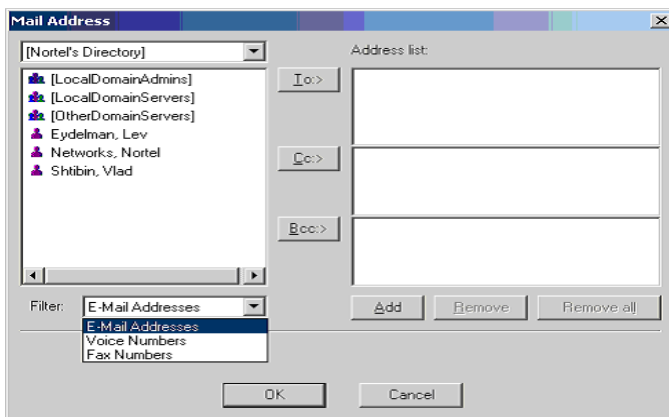 Mail Address
[Nortel's Directory]
Address list:
[LocalDomainAdmins]
[LocalDomainServers]
[OtherDomainServers]
Eydelman, Lev
Networks, Nortel
Shtibin, Vlad
To:>
Cc:>
Bcc:>
Filter:
E-Mail Addresses
E-Mail Addresses
Voice Numbers
Fax Numbers
Add
Remove
Remove all
OK
Cancel